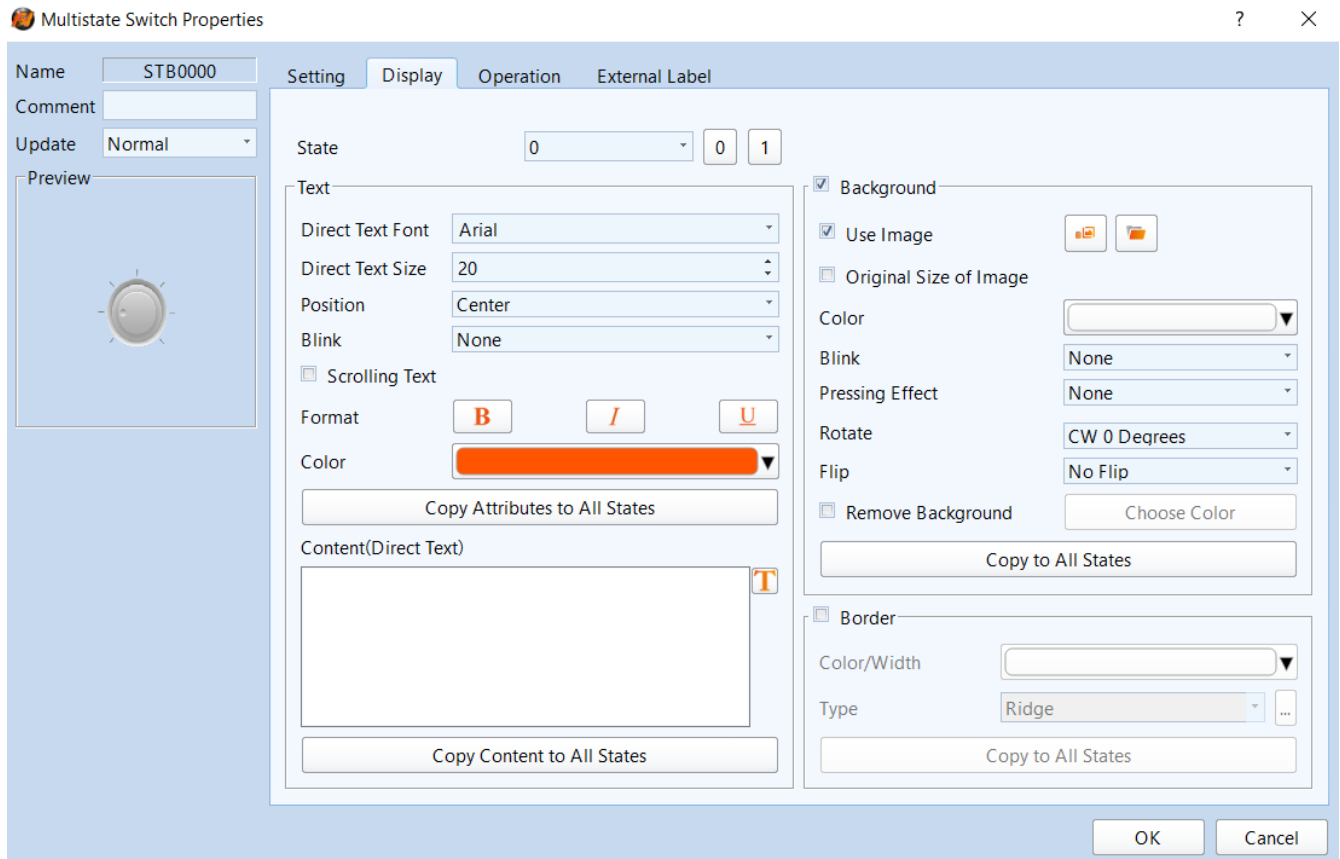 Multistate Switch Properties
?
Name STB0000
Comment
Update Normal
Preview
Setting Display Operation External Label
State 0 0 1
Text
Direct Text Font Arial
Direct Text Size 20
Position Center
Blink None
Scrolling Text
Format B I U
Color
Copy Attributes to All States
Content(Direct Text)
T
Copy Content to All States
Background
Use Image
Original Size of Image
Color
Blink None
Pressing Effect None
Rotate CW 0 Degrees
Flip No Flip
Remove Background Choose Color
Copy to All States
Border
Color/Width
Type Ridge ...
Copy to All States
OK Cancel